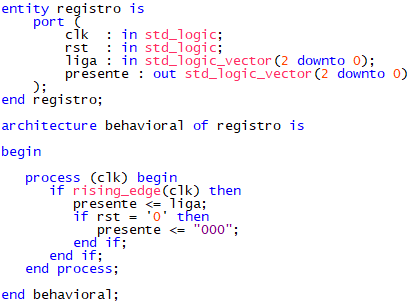 entity registro is
    port (
        clk  : in std_logic;
        rst  : in std_logic;
        liga : in std_logic_vector(2 downto 0);
        presente : out std_logic_vector(2 downto 0)
    );
end registro;

architecture behavioral of registro is

begin

   process (clk) begin
      if rising_edge(clk) then
         presente <= liga;
         if rst = '0' then
            presente <= "000";
         end if;
      end if;
   end process;

end behavioral;